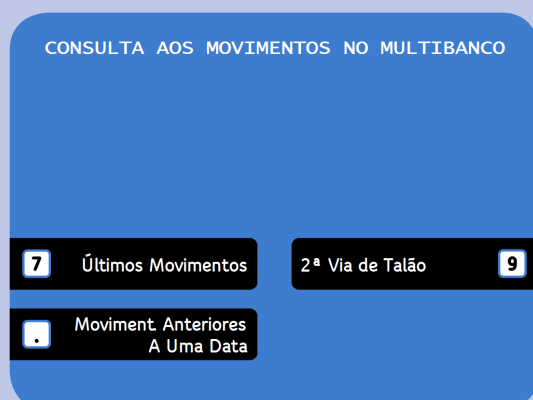 CONSULTA AOS MOVIMENTOS NO MULTIBANCO
7 Últimos Movimentos
2ª Via de Talão 9
. Moviment. Anteriores
A Uma Data